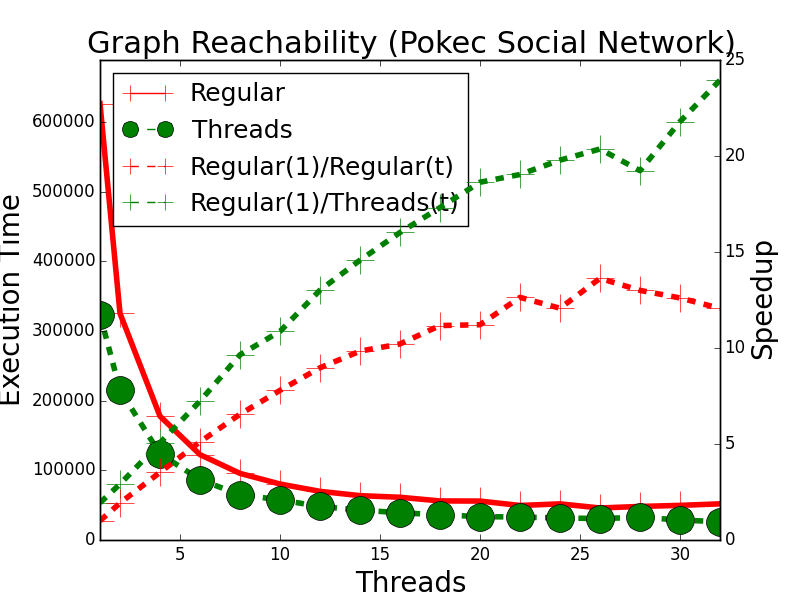 Graph Reachability (Pokec Social Network)
Regular
Threads
Regular(1)/Regular(t)
Regular(1)/Threads(t)
Execution Time
600000
500000
400000
300000
200000
100000
0
25
20
15
10
5
0
Speedup
5
10
15
20
25
30
Threads